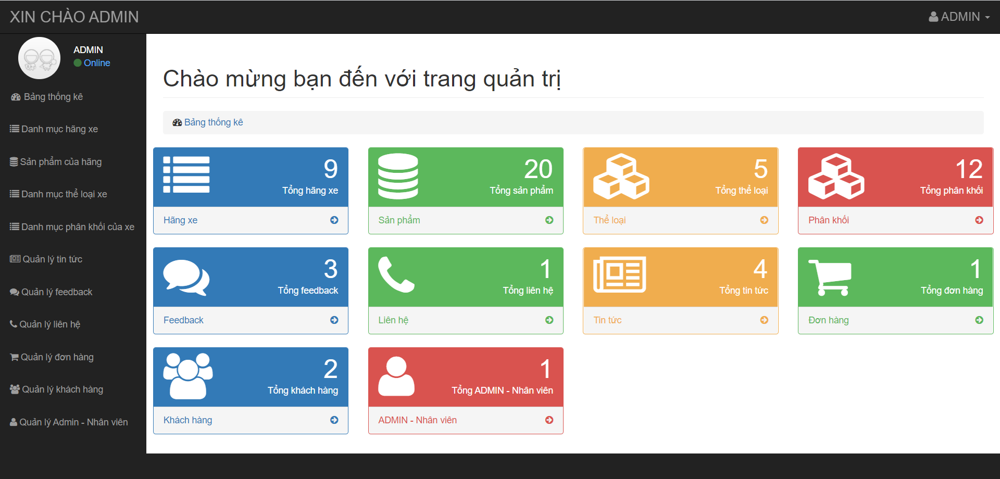 XIN CHÀO ADMIN
ADMIN
ADMIN
Online
Bảng thống kê
Danh mục hãng xe
Sản phẩm của hãng
Danh mục thể loại xe
Danh mục phân khối của xe
Quản lý tin tức
Quản lý feedback
Quản lý liên hệ
Quản lý đơn hàng
Quản lý khách hàng
Quản lý Admin - Nhân viên
Chào mừng bạn đến với trang quản trị
Bảng thống kê
9
Tổng hãng xe
Hãng xe
20
Tổng sản phẩm
Sản phẩm
5
Tổng thể loại
Thể loại
12
Tổng phân khối
Phân khối
3
Tổng feedback
Feedback
1
Tổng liên hệ
Liên hệ
4
Tổng tin tức
Tin tức
1
Tổng đơn hàng
Đơn hàng
2
Tổng khách hàng
Khách hàng
1
Tổng ADMIN - Nhân viên
ADMIN - Nhân viên